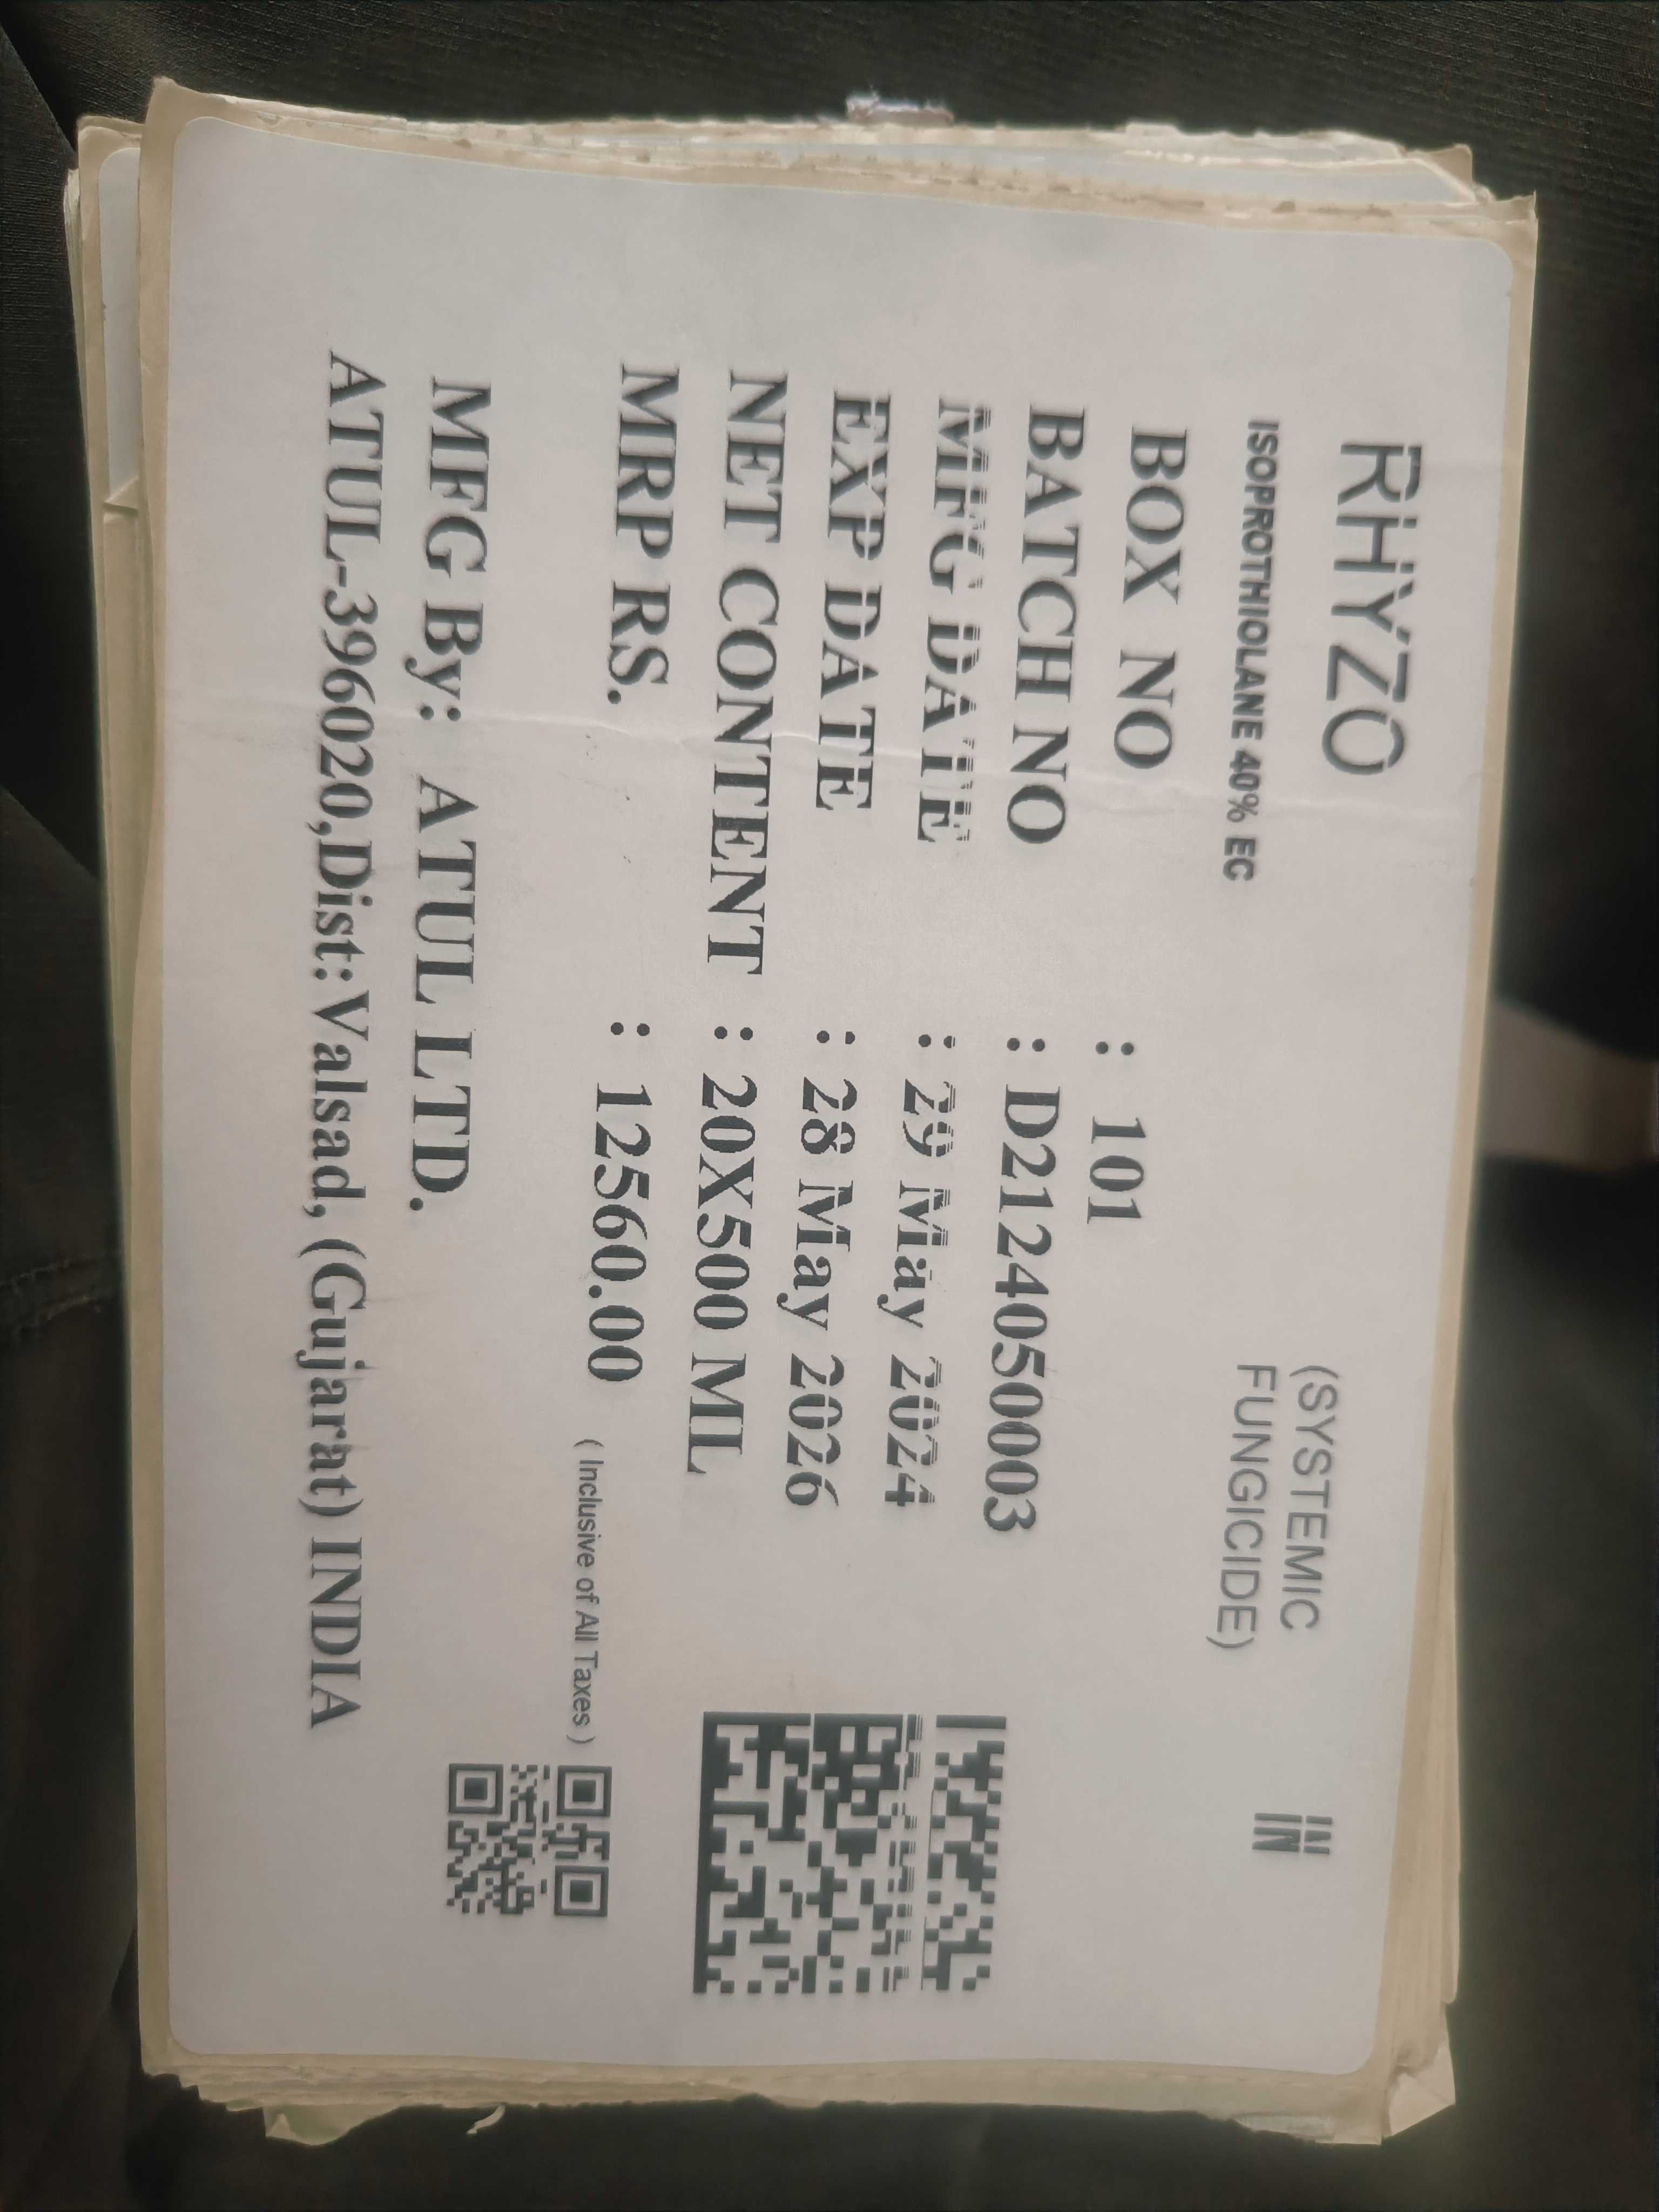 RHYZO
ISOPROTHIOLANE 40% EC
(SYSTEMIC
FUNGICIDE)
IN
BOX NO : 101
BATCH NO : D2124050003
MFG DATE : 29 May 2024
EXP DATE : 28 May 2026
NET CONTENT : 20X500 ML
MRP RS. : 12560.00 ( Inclusive of All Taxes )
MFG By: ATUL LTD.
ATUL-396020,Dist:Valsad, (Gujarat) INDIA